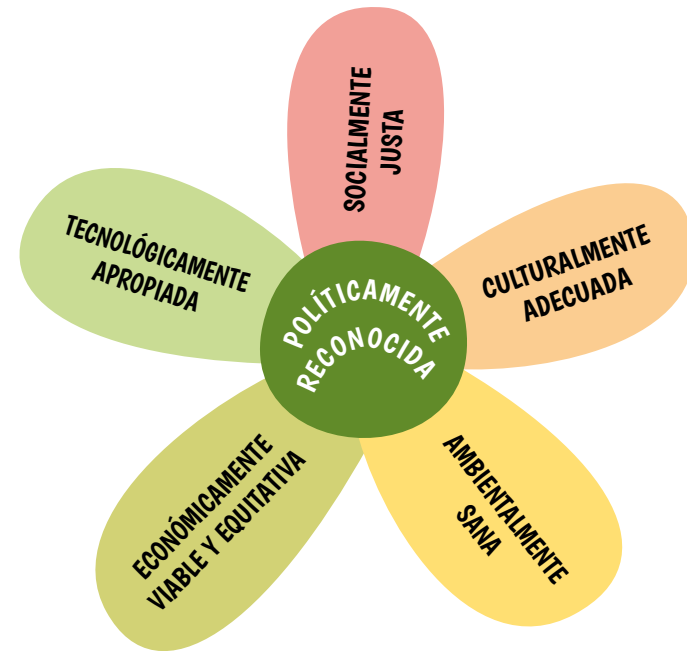 SOCIALMENTE
JUSTA
CULTURALMENTE
ADECUADA
AMBIENTALMENTE
SANA
ECONÓMICAMENTE
VIABLE Y EQUITATIVA
TECNOLÓGICAMENTE
APROPIADA
POLÍTICAMENTE
RECONOCIDA